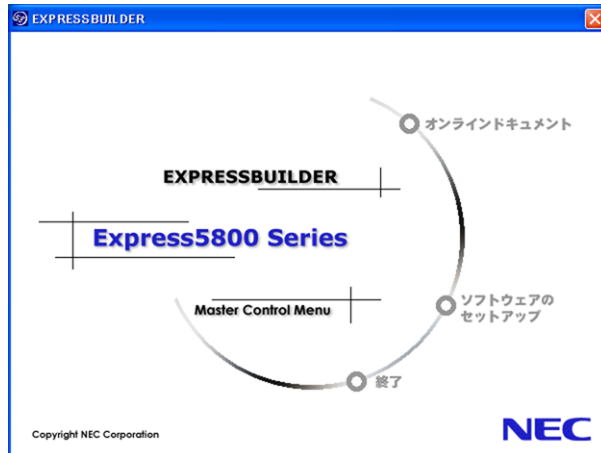 EXPRESSBUILDER
オンラインドキュメント
EXPRESSBUILDER
Express5800 Series
ソフトウェアの
セットアップ
Master Control Menu
終了
Copyright NEC Corporation
NEC